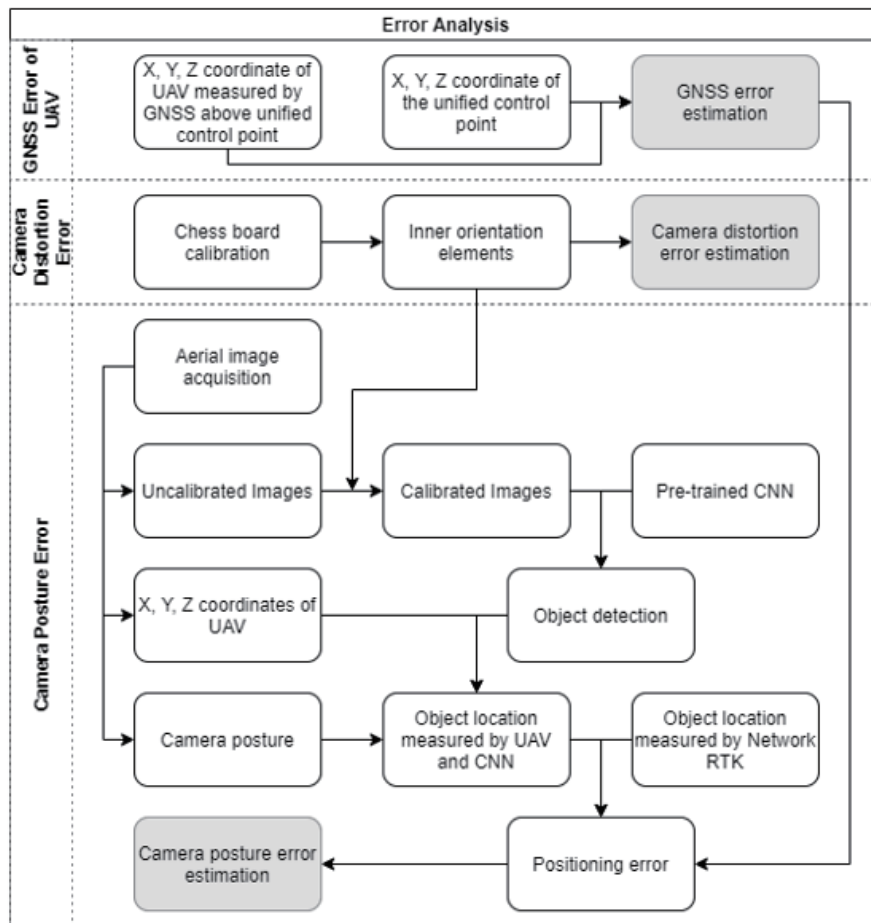 Error Analysis
GNSS Error of
UAV
X, Y, Z coordinate of
UAV measured by
GNSS above unified
control point
X, Y, Z coordinate of
the unified control
point
GNSS error
estimation
Camera
Distortion
Error
Chess board
calibration
Inner orientation
elements
Camera distortion
error estimation
Camera Posture Error
Aerial image
acquisition
Uncalibrated Images
Calibrated Images
Pre-trained CNN
X, Y, Z coordinates of
UAV
Object detection
Camera posture
Object location
measured by UAV
and CNN
Object location
measured by Network
RTK
Camera posture error
estimation
Positioning error